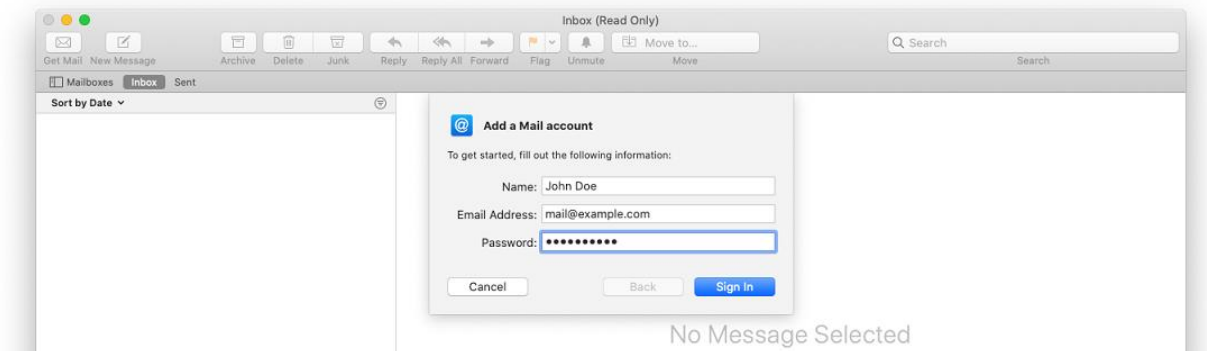 Inbox (Read Only)
Move to...
Search
Get Mail New Message Archive Delete Junk Reply Reply All Forward Flag Unmute Move Search
Mailboxes Inbox Sent
Sort by Date
Add a Mail account
To get started, fill out the following information:
Name: John Doe
Email Address: mail@example.com
Password: ••••••••••
Cancel Back Sign In
No Message Selected